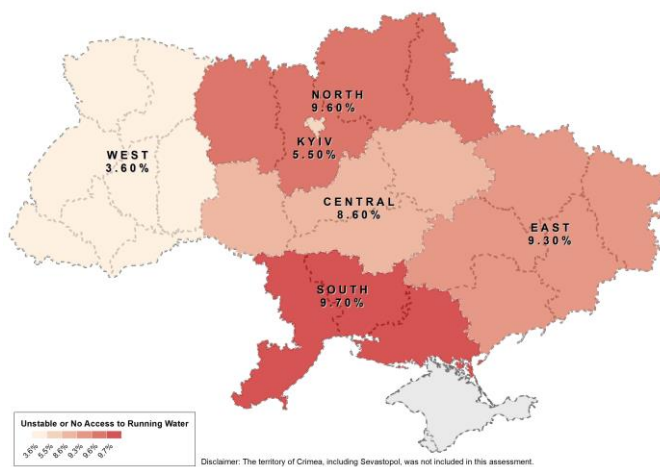 NORTH
9.60%
KYIV
5.50%
WEST
3.60%
CENTRAL
8.60%
EAST
9.30%
SOUTH
9.70%
Unstable or No Access to Running Water
3.6% 5.5% 8.6% 9.3% 9.6% 9.7%
Disclaimer: The territory of Crimea, including Sevastopol, was not included in this assessment.